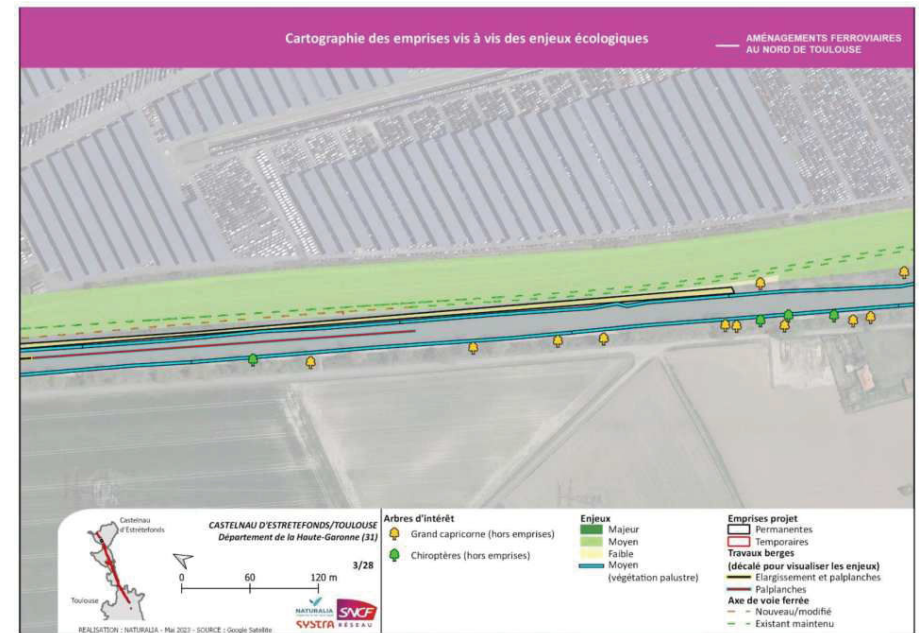 Cartographie des emprises vis à vis des enjeux écologiques
AMÉNAGEMENTS FERROVIAIRES
AU NORD DE TOULOUSE
Castelnau
d'Estrétefonds
Toulouse
CASTELNAU D'ESTRETEFONDS/TOULOUSE
Département de la Haute-Garonne (31)
3/28
0 60 120 m
NATURALIA
SYSTRA
SNCF
RÉSEAU
REALISATION : NATURALIA - Mai 2023 - SOURCE : Google Satellite
Arbres d'intérêt
Grand capricorne (hors emprises)
Chiroptères (hors emprises)
Enjeux
Majeur
Moyen
Faible
Moyen
(végétation palustre)
Emprises projet
Permanentes
Temporaires
Travaux berges
(décalé pour visualiser les enjeux)
Elargissement et palplanches
Palplanches
Axe de voie ferrée
Nouveau/modifié
Existant maintenu